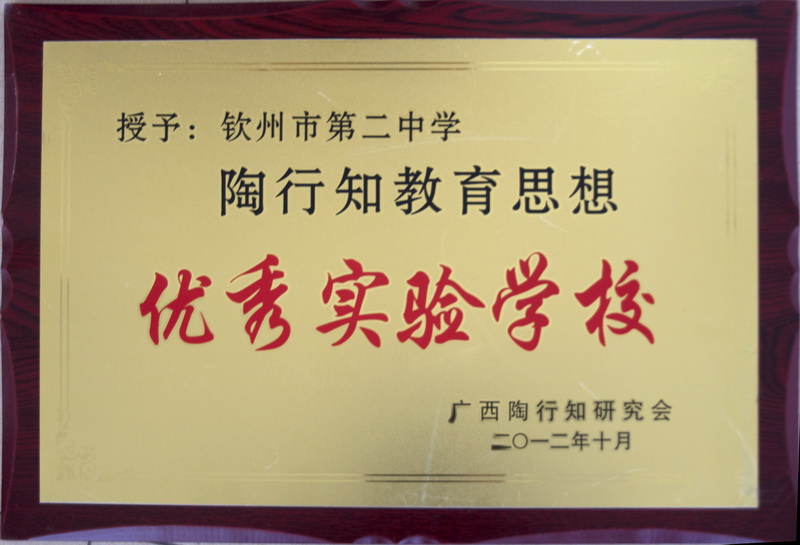 授予：钦州市第二中学
陶行知教育思想
优秀实验学校
广西陶行知研究会
二〇一二年十月